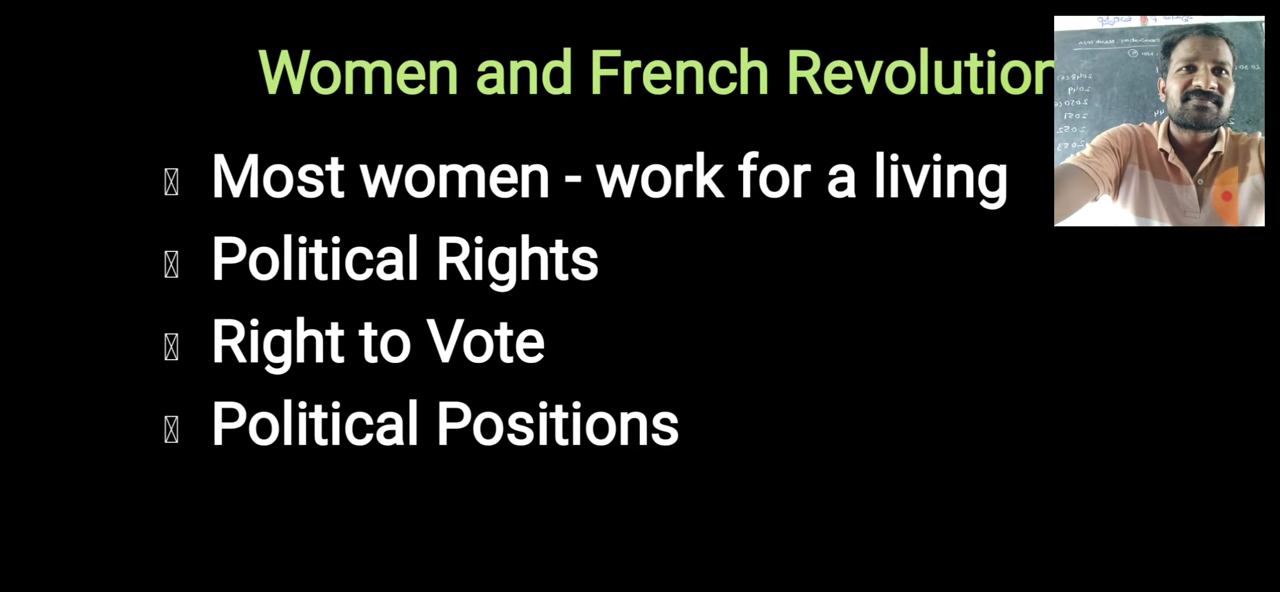 Women and French Revolution
Most women - work for a living
Political Rights
Right to Vote
Political Positions